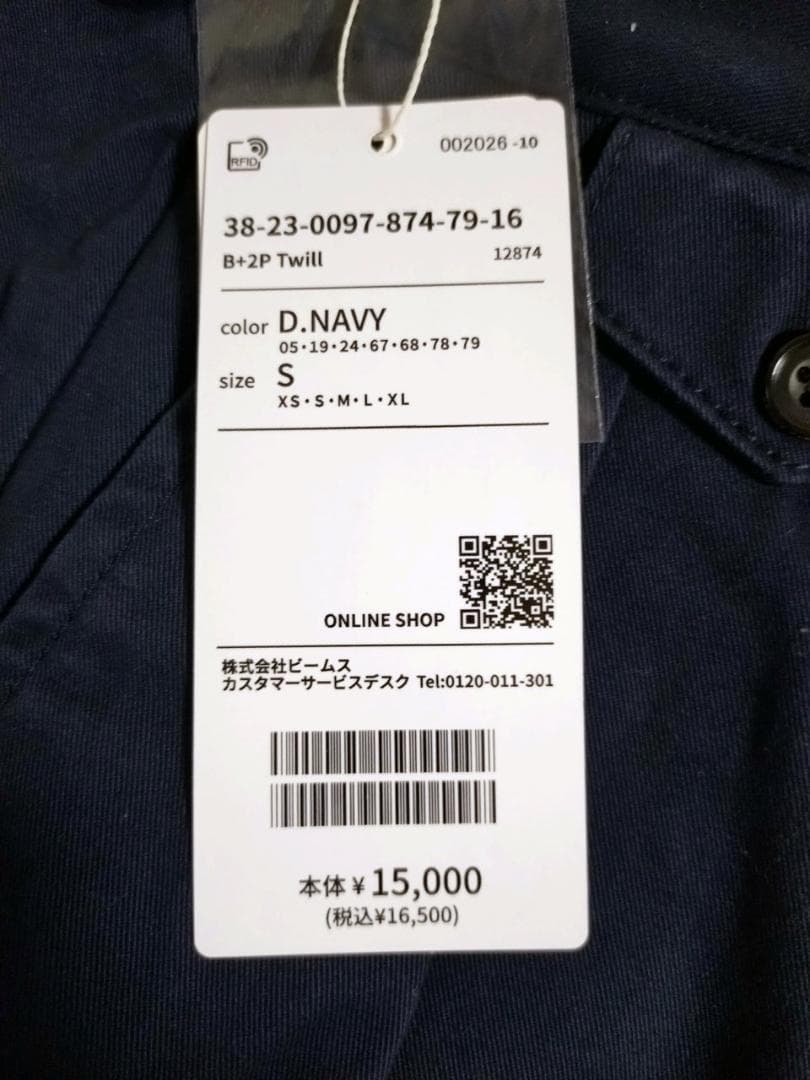 RFID
002026 -10
38-23-0097-874-79-16
B+2P Twill 12874
color D.NAVY
05・19・24・67・68・78・79
size S
XS・S・M・L・XL
ONLINE SHOP
株式会社ビームス
カスタマーサービスデスク Tel:0120-011-301
本体¥15,000
(税込¥16,500)